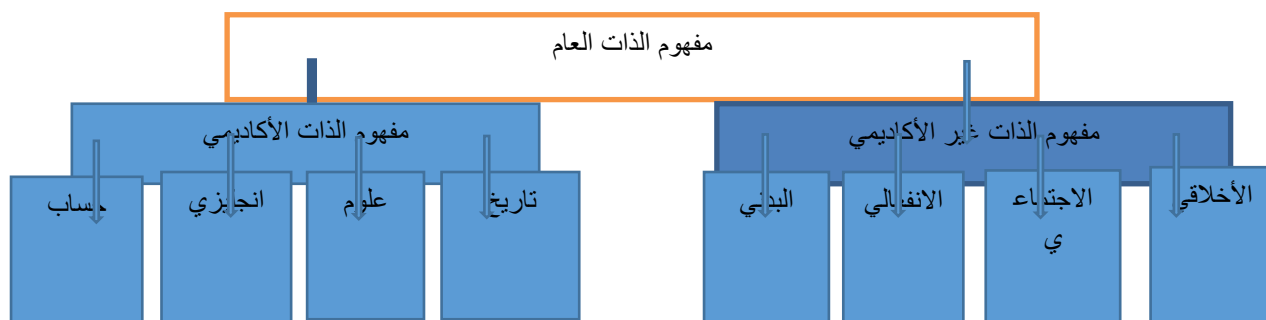 مفهوم الذات العام
مفهوم الذات غير الأكاديمي
مفهوم الذات الأكاديمي
الأخلاقي
الاجتماع
ي
الانفعالي
البدني
تاريخ
علوم
انجليزي
حساب